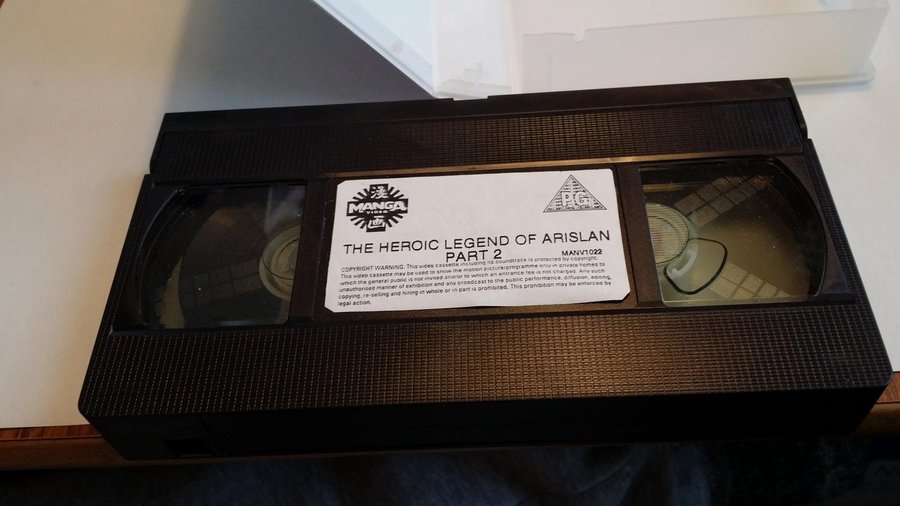 漫
MANGA
VIDEO
画
PG
THE HEROIC LEGEND OF ARISLAN
PART 2
MANV1022
COPYRIGHT WARNING. This video cassette including its soundtrack is protected by copyright.
This video cassette may be used to show the motion picture/programme only in private homes to
which the general public is not invited and/or to which an entrance fee is not charged. Any such
unauthorised manner of exhibition and any broadcast to the public performance, diffusion, editing,
copying, re-selling and hiring in whole or in part is prohibited. This prohibition may be enforced by
legal action.